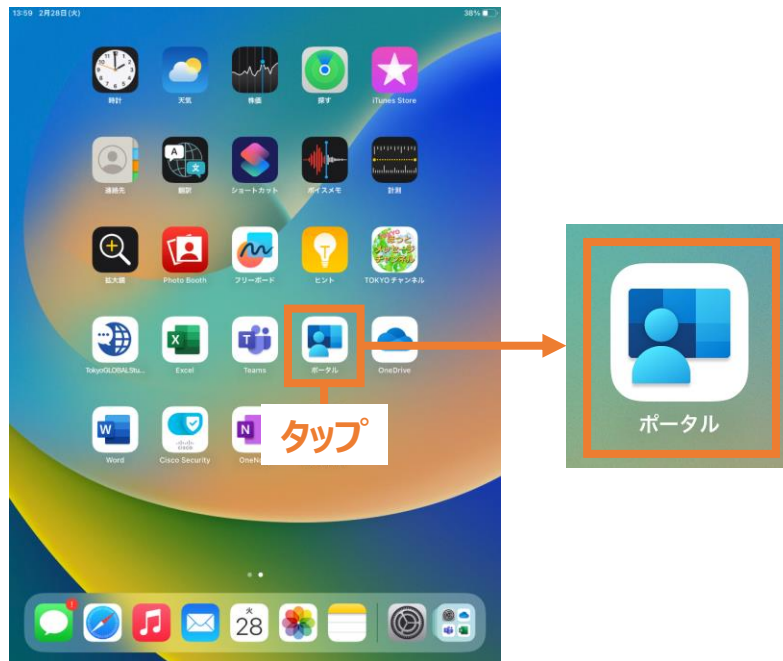 13:59 2月28日(火)
38%
時計
天気
株価
探す
iTunes Store
連絡先
翻訳
ショートカット
ボイスメモ
計測
拡大鏡
Photo Booth
フリーボード
ヒント
TOKYOチャンネル
TokyoGLOBALStu...
Excel
Teams
ポータル
OneDrive
タップ
Word
Cisco Security
ポータル
火
28